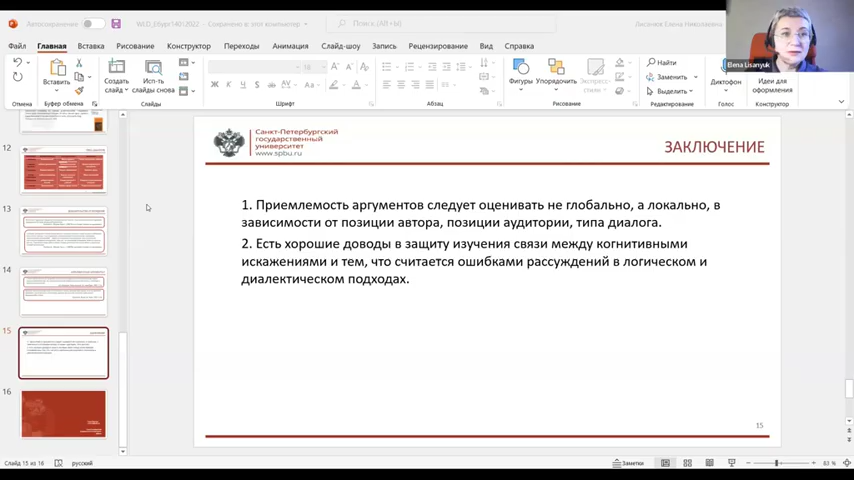 Автосохранение
WLD_Ебург14012022 – Сохранено: этот компьютер
Поиск (Alt+Ы)
Лисанюк Елена Николаевна
Файл
Главная
Вставка
Рисование
Конструктор
Переходы
Анимация
Слайд-шоу
Запись
Рецензирование
Вид
Справка
Elena Lisanyuk
Вставить
Создать слайд
Исп-ть слайды снова
Фигуры
Упорядочить
Экспресс-стили
Найти
Заменить
Выделить
Диктофон
Идеи для оформления
Отмена
Буфер обмена
Слайды
Шрифт
Абзац
Рисование
Редактирование
Голос
Конструктор
12
13
14
15
16
Санкт-Петербургский
государственный
университет
www.spbu.ru
ЗАКЛЮЧЕНИЕ
1. Приемлемость аргументов следует оценивать не глобально, а локально, в
зависимости от позиции автора, позиции аудитории, типа диалога.
2. Есть хорошие доводы в защиту изучения связи между когнитивными
искажениями и тем, что считается ошибками рассуждений в логическом и
диалектическом подходах.
15
Слайд 15 из 16
русский
Заметки
83 %